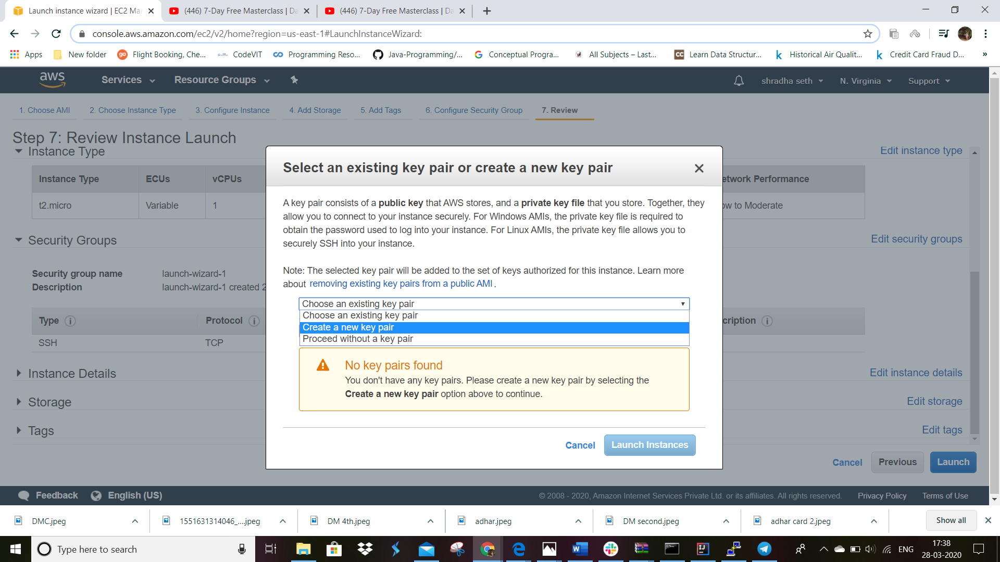 Launch instance wizard | EC2 Ma
(446) 7-Day Free Masterclass | Da
(446) 7-Day Free Masterclass | Da
console.aws.amazon.com/ec2/v2/home?region=us-east-1#LaunchInstanceWizard:
Apps New folder go Flight Booking, Che... CodeVIT Programming Reso... Java-Programming/... Conceptual Progra... All Subjects – Last... CC Learn Data Structur... k Historical Air Qualit... k Credit Card Fraud D... »
aws Services Resource Groups shradha seth N. Virginia Support
1. Choose AMI 2. Choose Instance Type 3. Configure Instance 4. Add Storage 5. Add Tags 6. Configure Security Group 7. Review
Step 7: Review Instance Launch
Instance Type Edit instance type
Instance Type ECUs vCPUs etwork Performance
t2.micro Variable 1 ow to Moderate
Security Groups Edit security groups
Security group name launch-wizard-1
Description launch-wizard-1 created 2
Type i Protocol i cription i
SSH TCP
Instance Details Edit instance details
Storage Edit storage
Tags Edit tags
Select an existing key pair or create a new key pair
A key pair consists of a public key that AWS stores, and a private key file that you store. Together, they
allow you to connect to your instance securely. For Windows AMIs, the private key file is required to
obtain the password used to log into your instance. For Linux AMIs, the private key file allows you to
securely SSH into your instance.
Note: The selected key pair will be added to the set of keys authorized for this instance. Learn more
about removing existing key pairs from a public AMI .
Choose an existing key pair
Choose an existing key pair
Create a new key pair
Proceed without a key pair
No key pairs found
You don't have any key pairs. Please create a new key pair by selecting the
Create a new key pair option above to continue.
Cancel Launch Instances
Cancel Previous Launch
Feedback English (US) © 2008 - 2020, Amazon Internet Services Private Ltd. or its affiliates. All rights reserved. Privacy Policy Terms of Use
DMC.jpeg 1551631314046_....jpeg DM 4th.jpeg adhar.jpeg DM second.jpeg adhar card 2.jpeg Show all
Type here to search ENG
17:38
28-03-2020